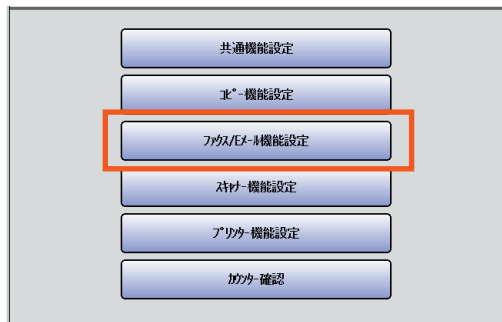 共通機能設定
ｺﾋﾟｰ機能設定
ﾌｧｸｽ/Eﾒｰﾙ機能設定
ｽｷｬﾅｰ機能設定
ﾌﾟﾘﾝﾀｰ機能設定
ｶｳﾝﾀｰ確認